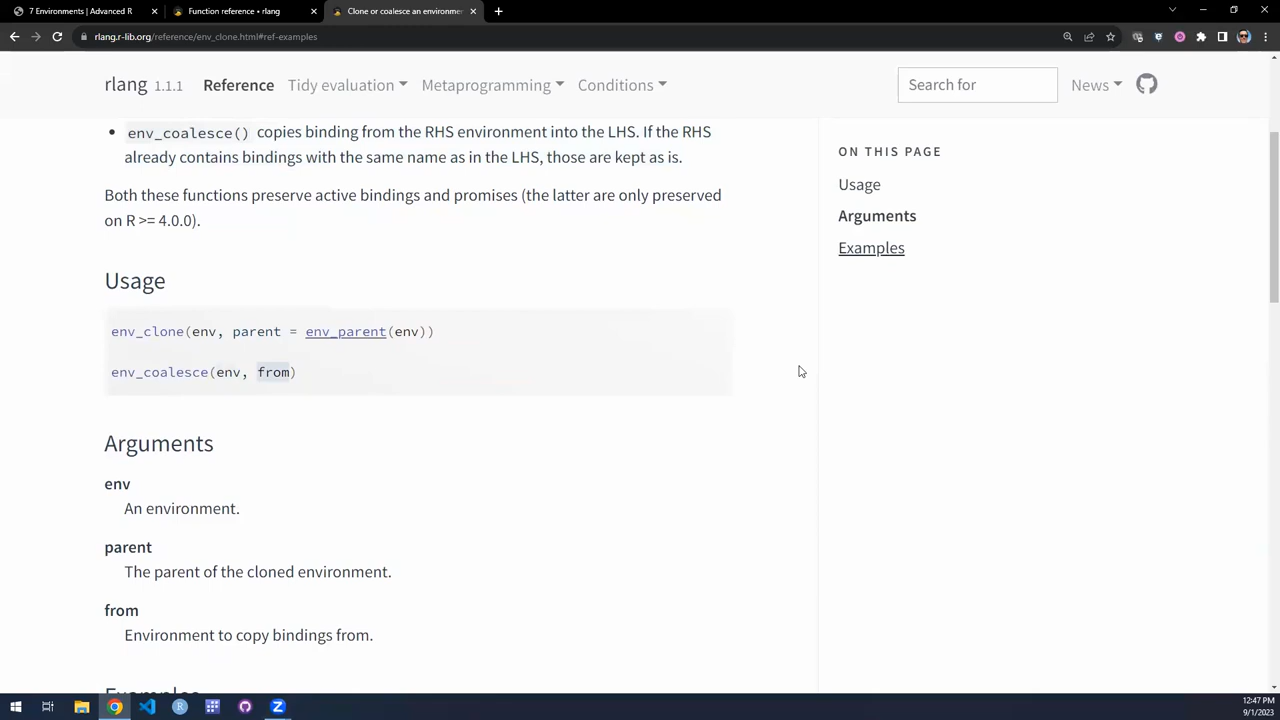 7 Environments | Advanced R
Function reference • rlang
Clone or coalesce an environmen
rlang.r-lib.org/reference/env_clone.html#ref-examples
rlang 1.1.1 Reference Tidy evaluation Metaprogramming Conditions Search for News
env_coalesce() copies binding from the RHS environment into the LHS. If the RHS
already contains bindings with the same name as in the LHS, those are kept as is.
Both these functions preserve active bindings and promises (the latter are only preserved
on R >= 4.0.0).
Usage
env_clone(env, parent = env_parent(env))
env_coalesce(env, from)
Arguments
env
An environment.
parent
The parent of the cloned environment.
from
Environment to copy bindings from.
Examples
ON THIS PAGE
Usage
Arguments
Examples
12:47 PM
9/1/2023